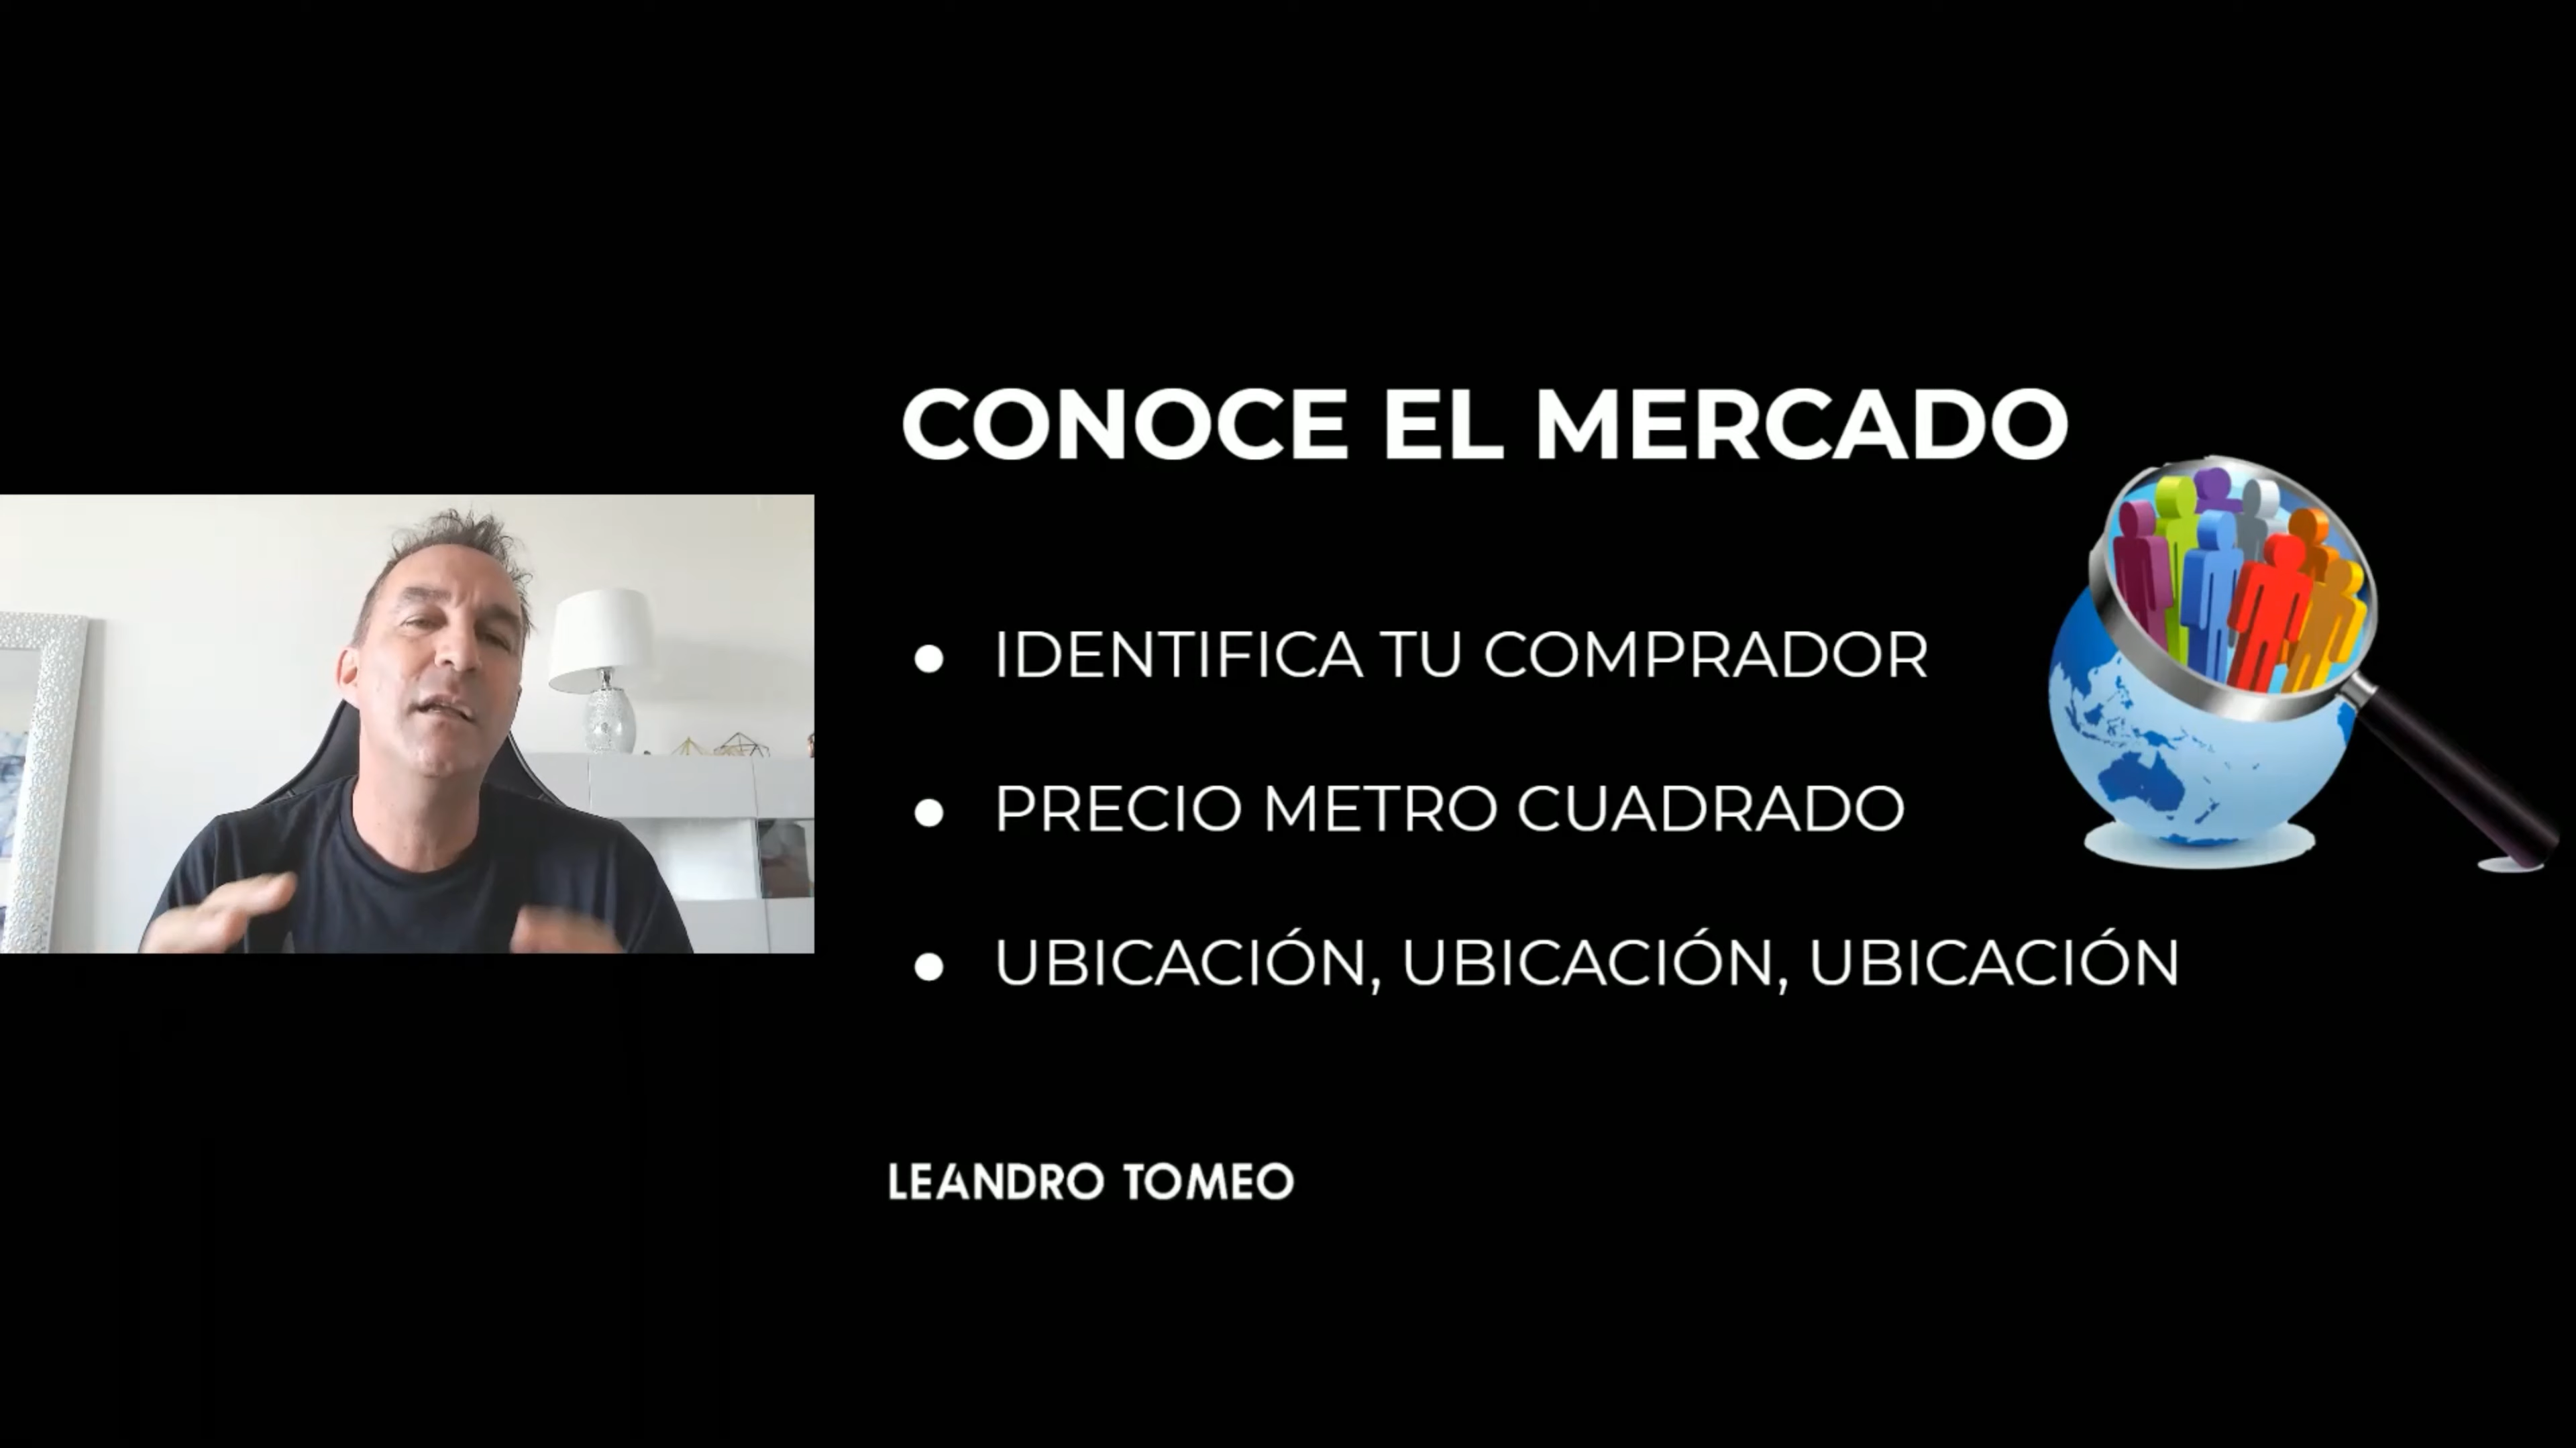 CONOCE EL MERCADO
● IDENTIFICA TU COMPRADOR
● PRECIO METRO CUADRADO
● UBICACIÓN, UBICACIÓN, UBICACIÓN
LEANDRO TOMEO